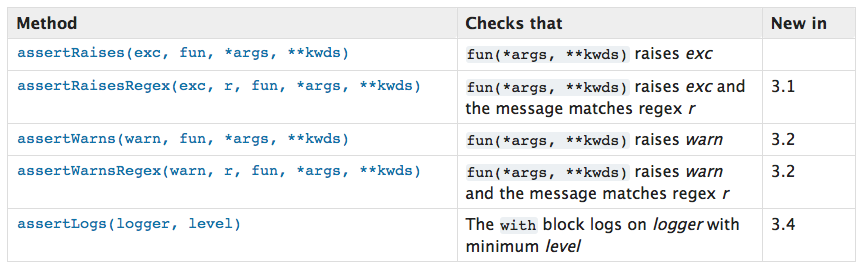 Method Checks that New in
assertRaises(exc, fun, *args, **kwds) fun(*args, **kwds) raises exc
assertRaisesRegex(exc, r, fun, *args, **kwds) fun(*args, **kwds) raises exc and 3.1
the message matches regex r
assertWarns(warn, fun, *args, **kwds) fun(*args, **kwds) raises warn 3.2
assertWarnsRegex(warn, r, fun, *args, **kwds) fun(*args, **kwds) raises warn 3.2
and the message matches regex r
assertLogs(logger, level) The with block logs on logger with 3.4
minimum level